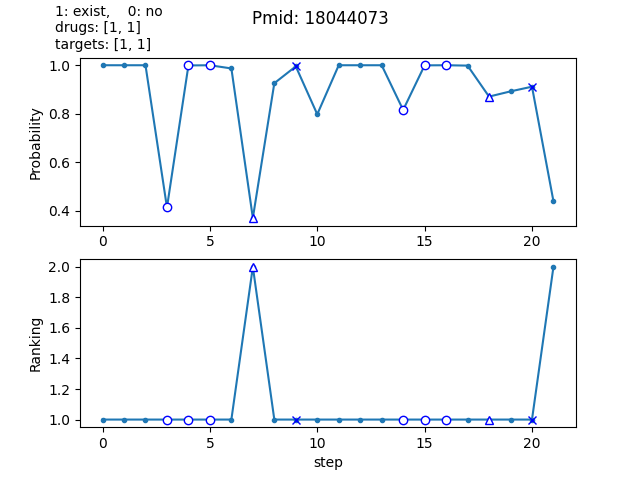 1: exist,    0: no
drugs: [1, 1]
targets: [1, 1]
Pmid: 18044073
1.0
0.8
0.6
0.4
Probability
0 5 10 15 20
2.0
1.8
1.6
1.4
1.2
1.0
Ranking
0 5 10 15 20
step